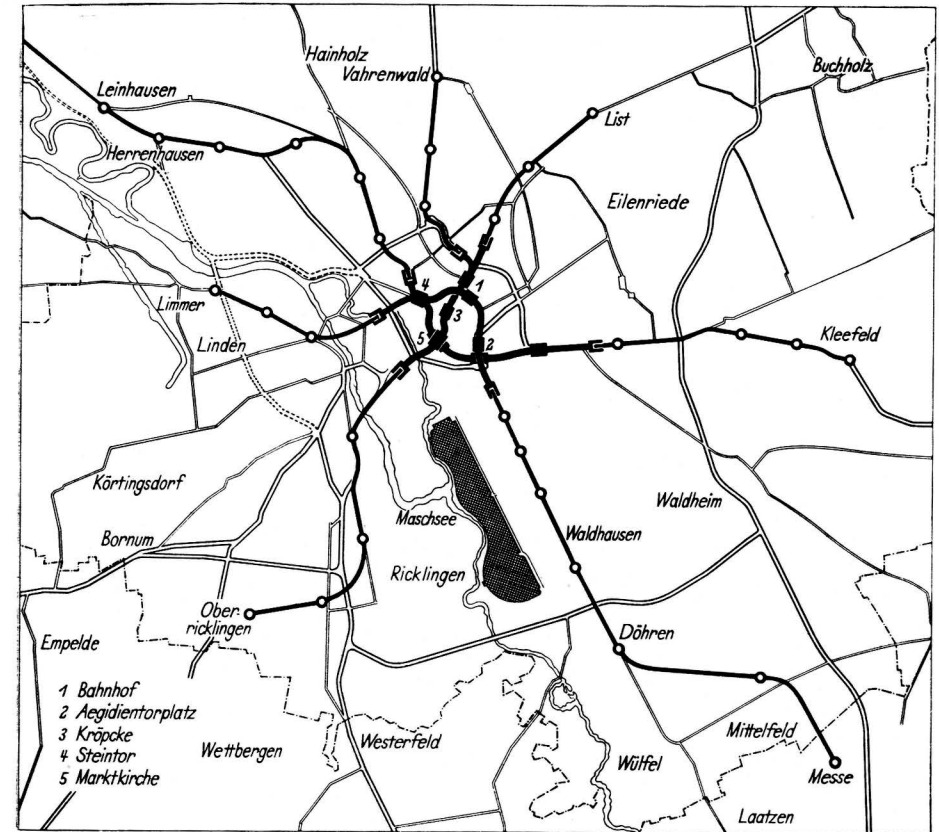 Hainholz
Vahrenwald
Buchholz
Leinhausen
List
Herrenhausen
Eilenriede
4
1
3
Limmer
5
2
Kleefeld
Linden
Körtingsdorf
Waldheim
Maschsee
Bornum
Waldhausen
Ricklingen
Ober-
ricklingen
Döhren
Empelde
1 Bahnhof
2 Aegidientorplatz
3 Kröpcke
4 Steintor
5 Marktkirche
Wettbergen
Westerfeld
Mittelfeld
Wülfel
Messe
Laatzen